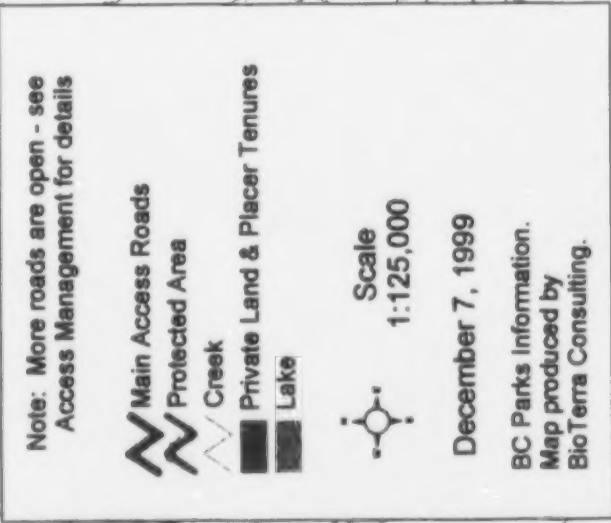 Note: More roads are open - see
Access Management for details
Main Access Roads
Protected Area
Creek
Private Land & Placer Tenures
Lake
Scale
1:125,000
December 7, 1999
BC Parks Information.
Map produced by
BioTerra Consulting.